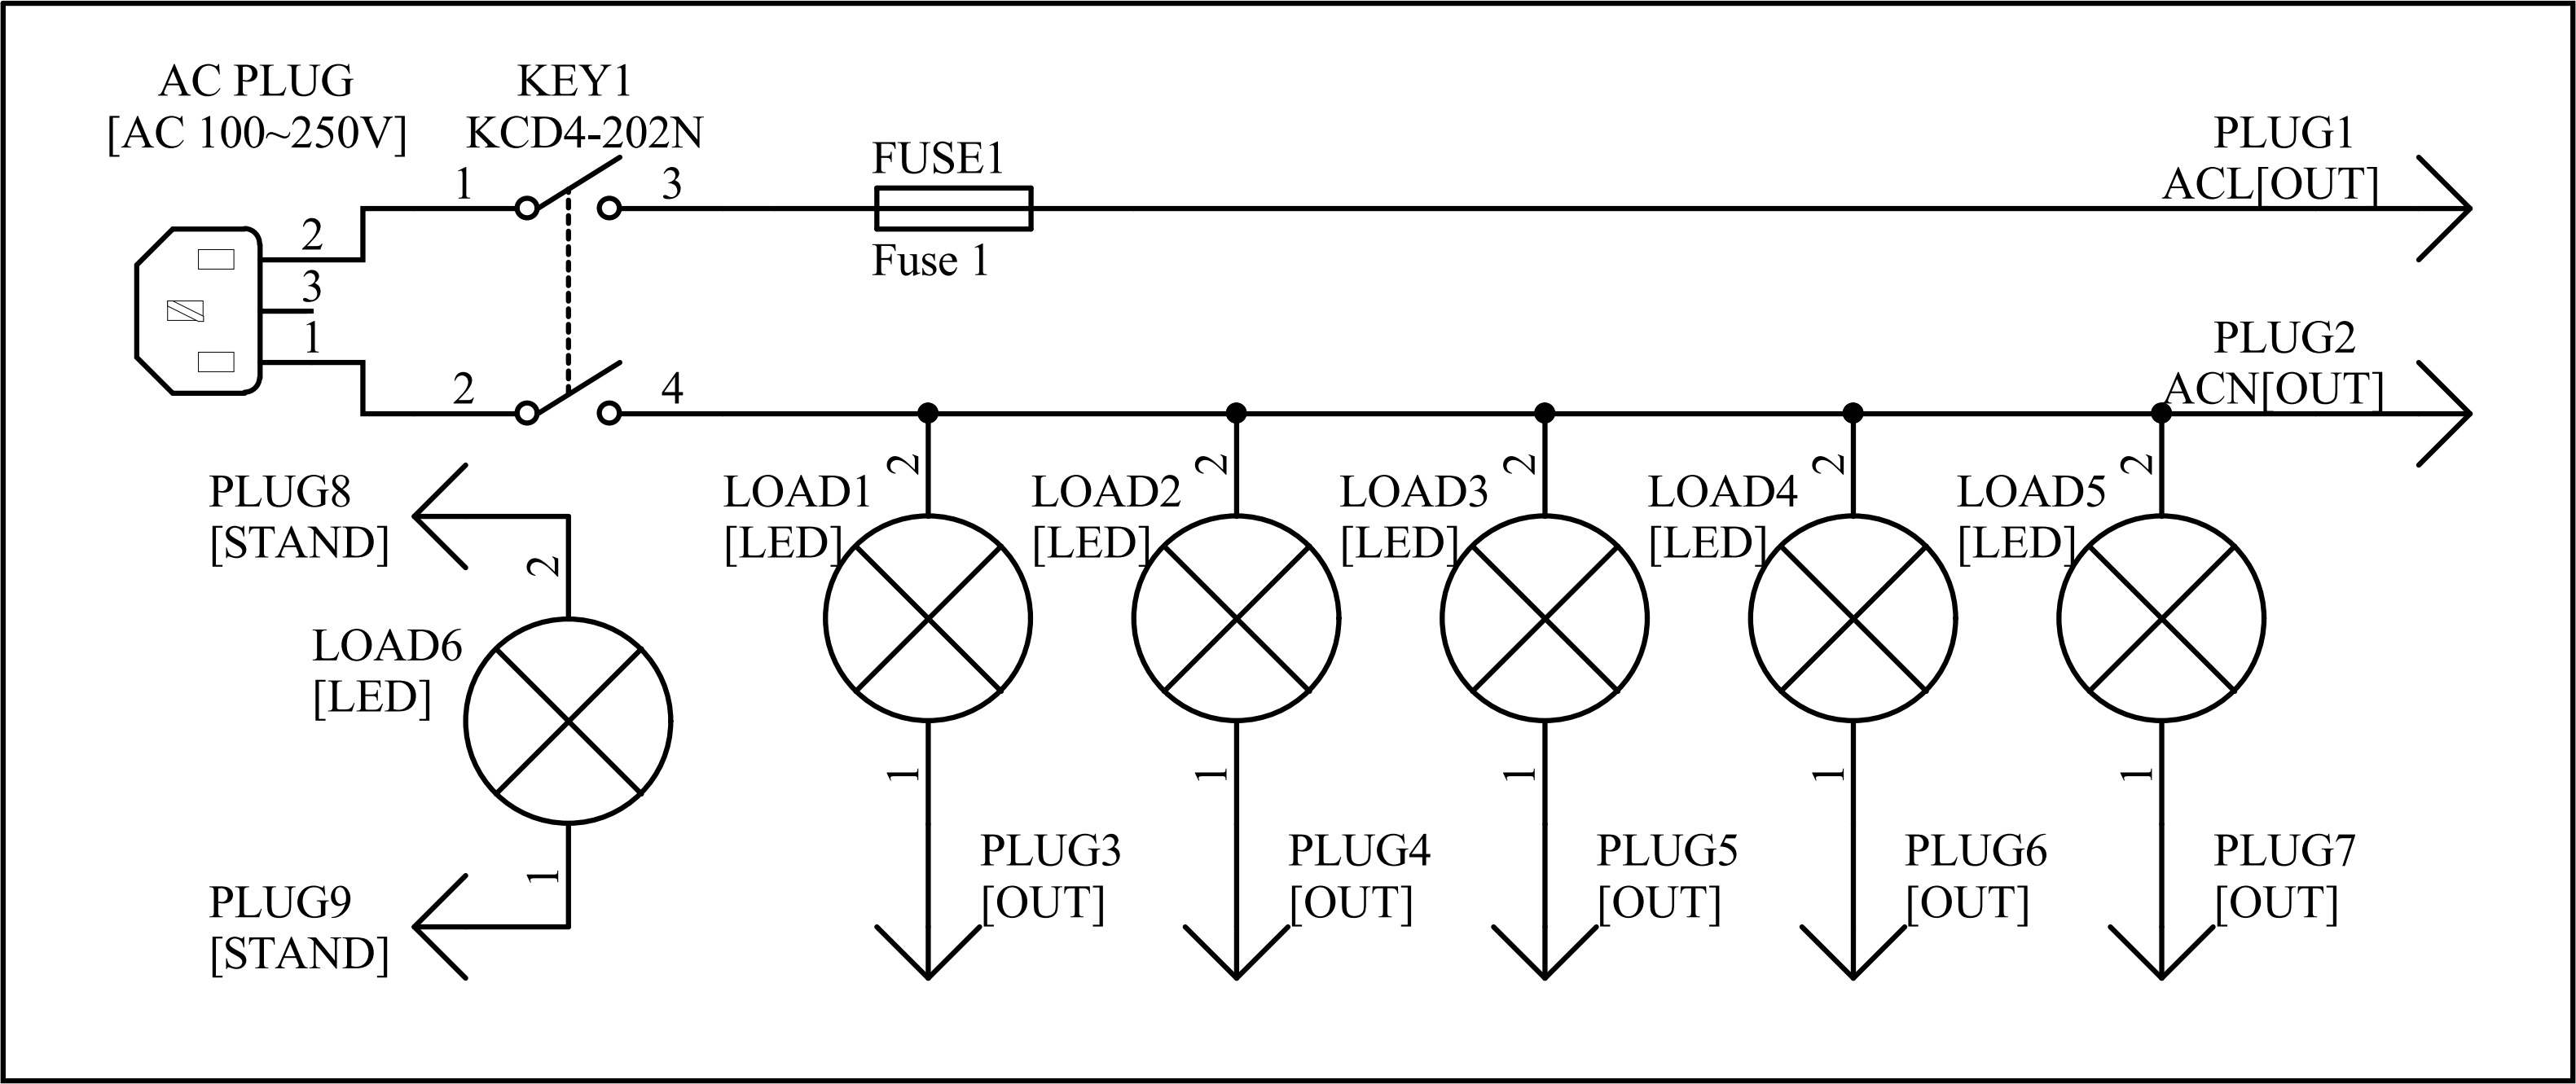 AC PLUG
[AC 100~250V]
KEY1
KCD4-202N
1
3
2
3
1
2
4
FUSE1
Fuse 1
PLUG1
ACL[OUT]
PLUG2
ACN[OUT]
PLUG8
[STAND]
2
LOAD6
[LED]
1
PLUG9
[STAND]
2
LOAD1
[LED]
1
PLUG3
[OUT]
2
LOAD2
[LED]
1
PLUG4
[OUT]
2
LOAD3
[LED]
1
PLUG5
[OUT]
2
LOAD4
[LED]
1
PLUG6
[OUT]
2
LOAD5
[LED]
1
PLUG7
[OUT]